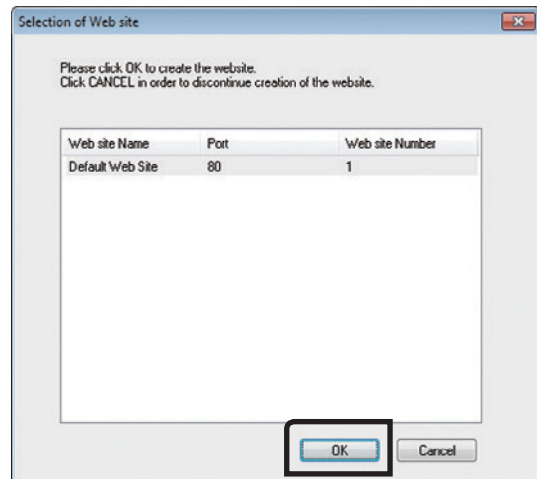 Selection of Web site
Please click OK to create the website.
Click CANCEL in order to discontinue creation of the website.
Web site Name Port Web site Number
Default Web Site 80 1
OK Cancel